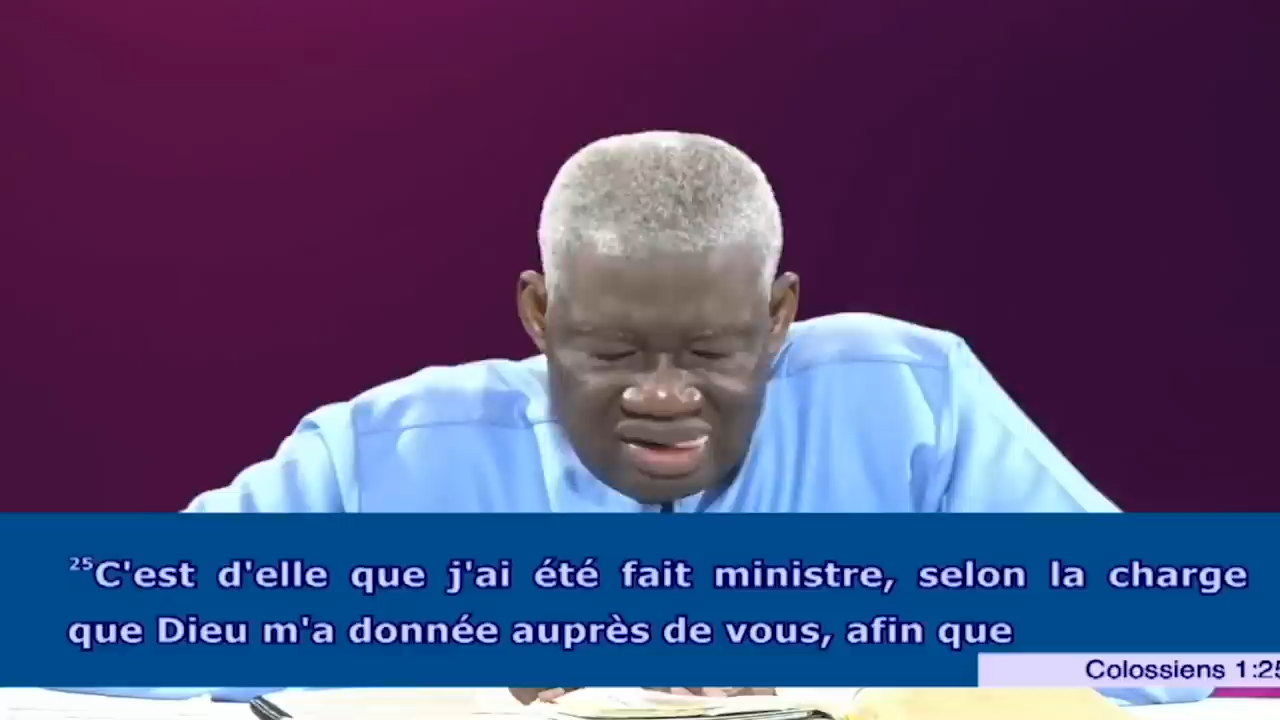 ²⁵C'est d'elle que j'ai été fait ministre, selon la charge
que Dieu m'a donnée auprès de vous, afin que
Colossiens 1:25